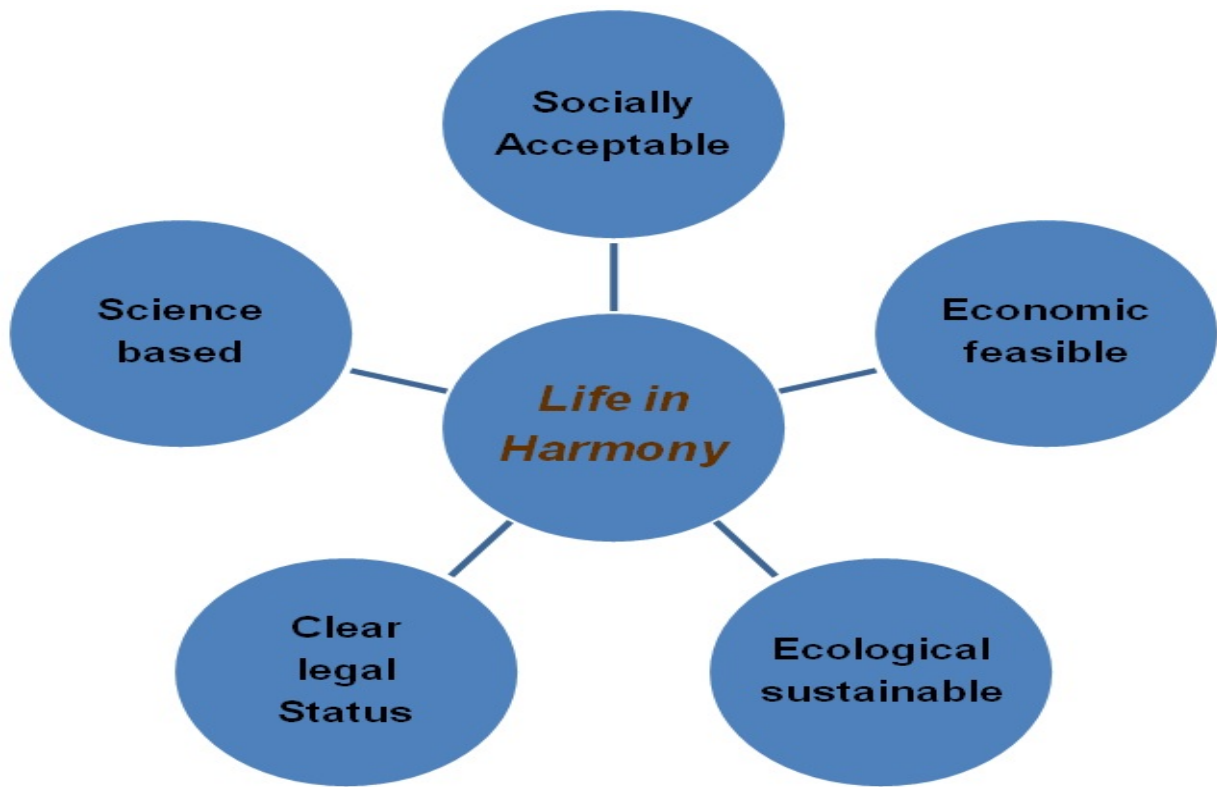 Socially
Acceptable
Science
based
Economic
feasible
Life in
Harmony
Clear
legal
Status
Ecological
sustainable